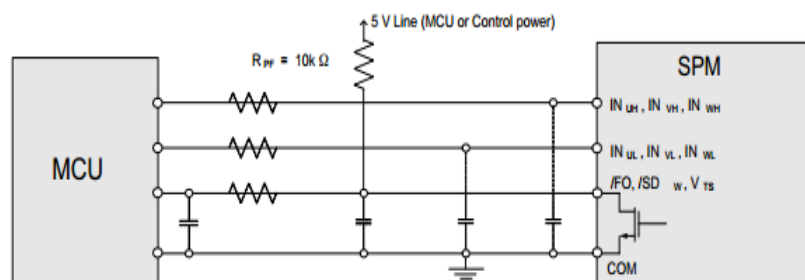 5 V Line (MCU or Control power)
R PF = 10k Ω
SPM
IN UH , IN VH , IN WH
MCU
IN UL , IN VL , IN WL
/FO, /SD W, V TS
COM